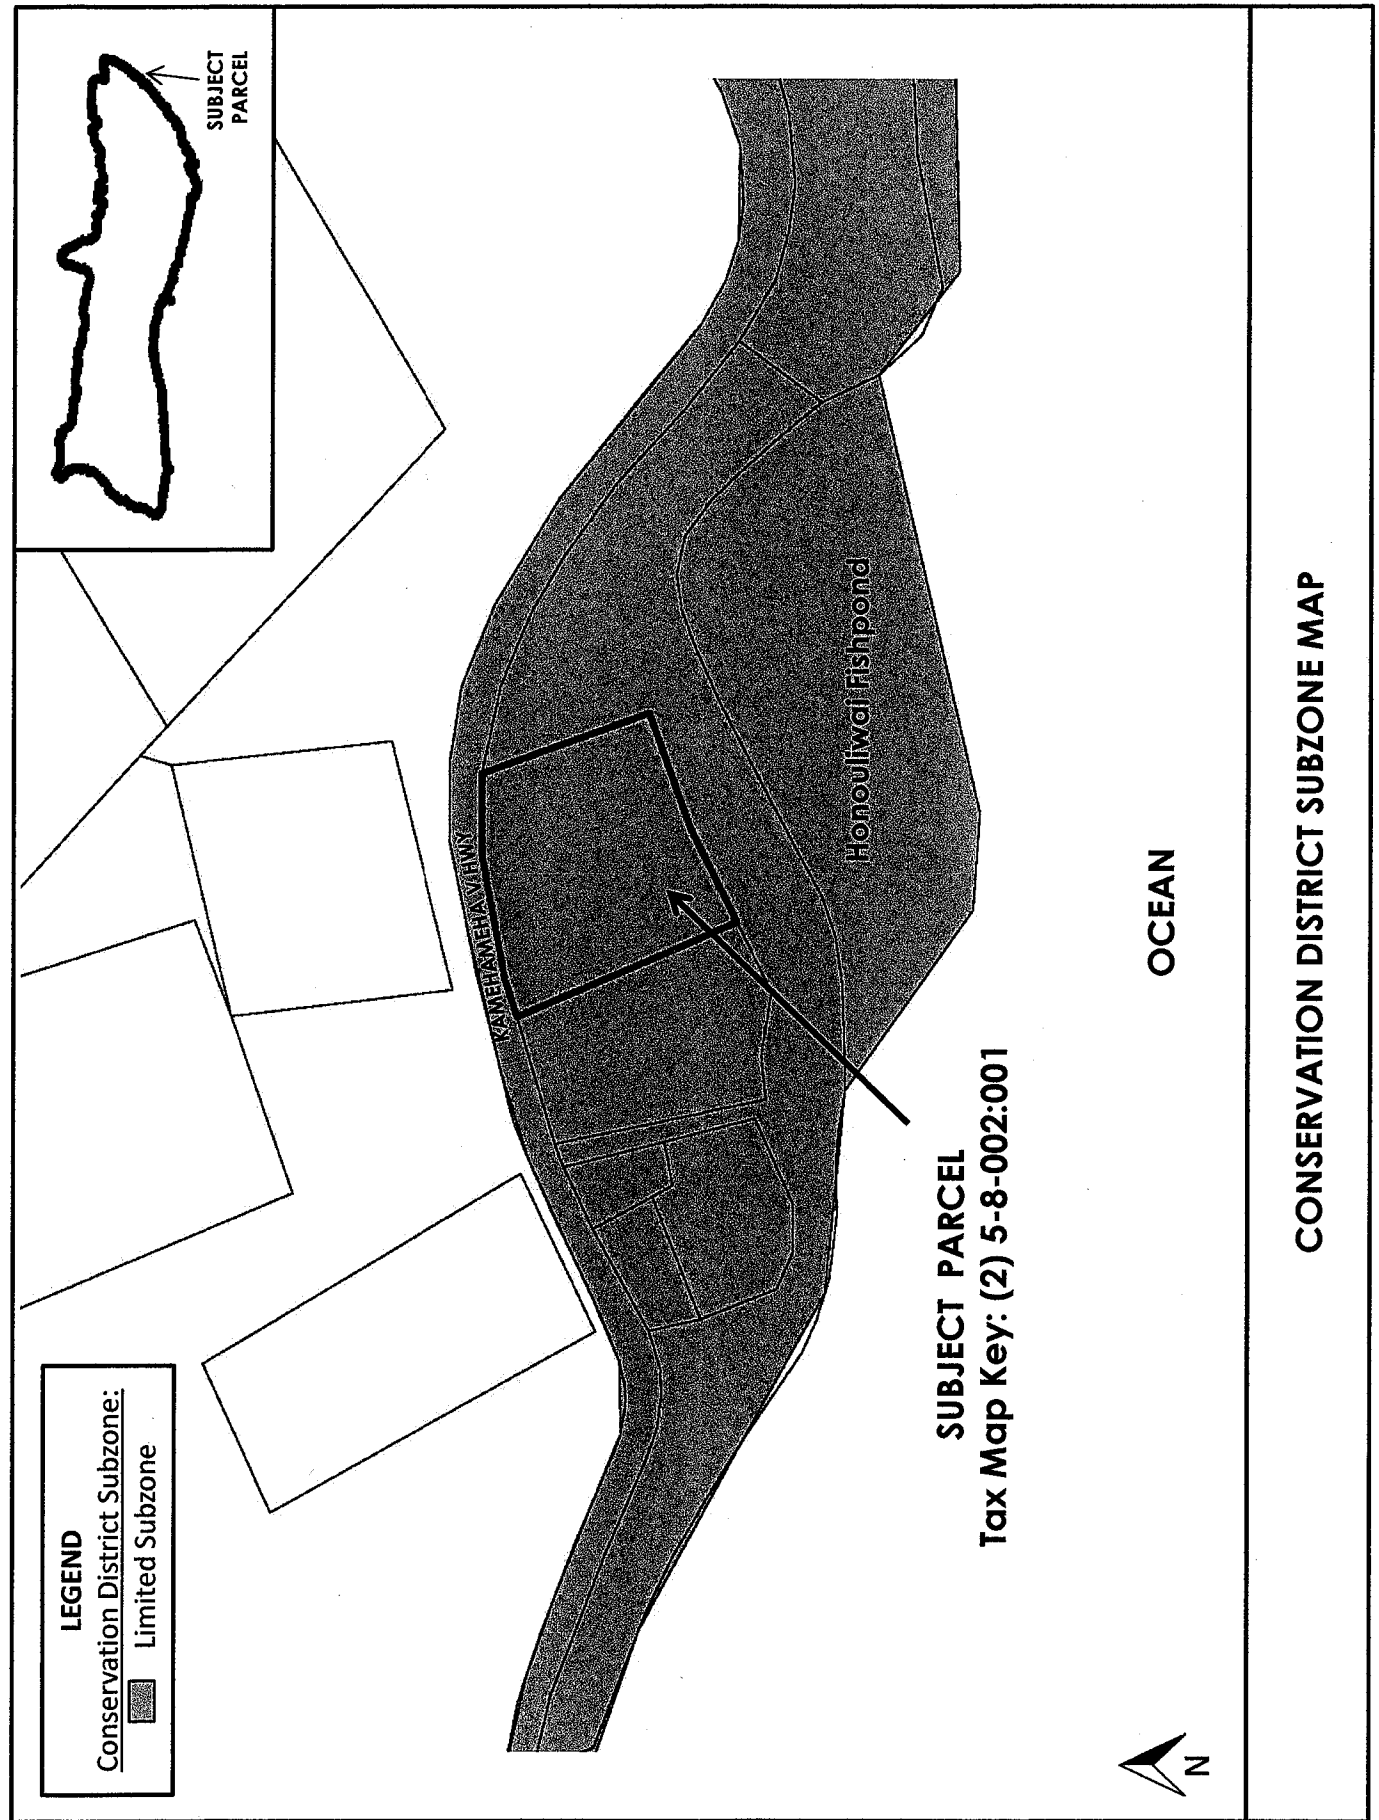 LEGEND
Conservation District Subzone:
Limited Subzone
SUBJECT
PARCEL
KAMEHAMEHA V HWY
Honouliwai Fishpond
SUBJECT PARCEL
Tax Map Key: (2) 5-8-002:001
OCEAN
N
CONSERVATION DISTRICT SUBZONE MAP